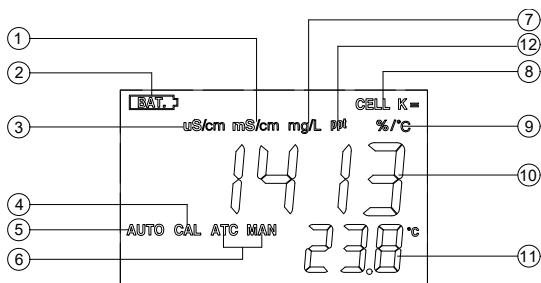 7
1
12
2
8
BAT.
CELL K=
3
uS/cm mS/cm mg/L ppt
%/°C
9
1413
10
4
5
AUTO CAL ATC MAN
°C
23.8
6
11